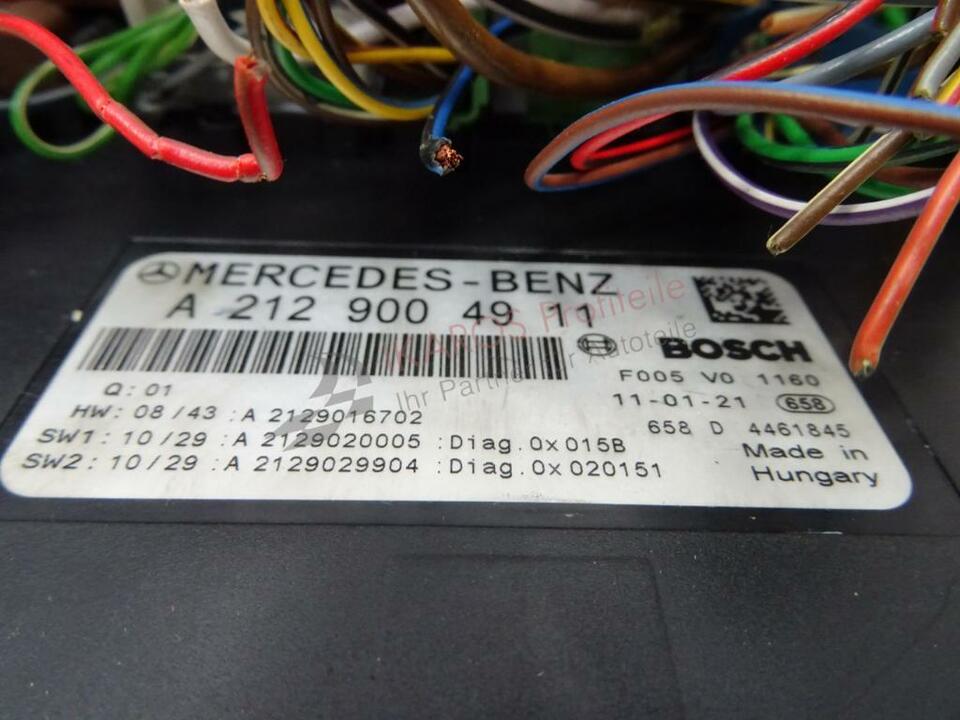 MERCEDES-BENZ
A 212 900 49 11
BOSCH
F005 V0 1160
11-01-21 658
658 D 4461845
Made in
Hungary
Q: 01
HW: 08/43 :A 2129016702
SW1: 10/29 :A 2129020005 :Diag.0x015B
SW2: 10/29 :A 2129029904 :Diag.0x020151
IKARGIS Profiteile
Ihr Partner für Autoteile